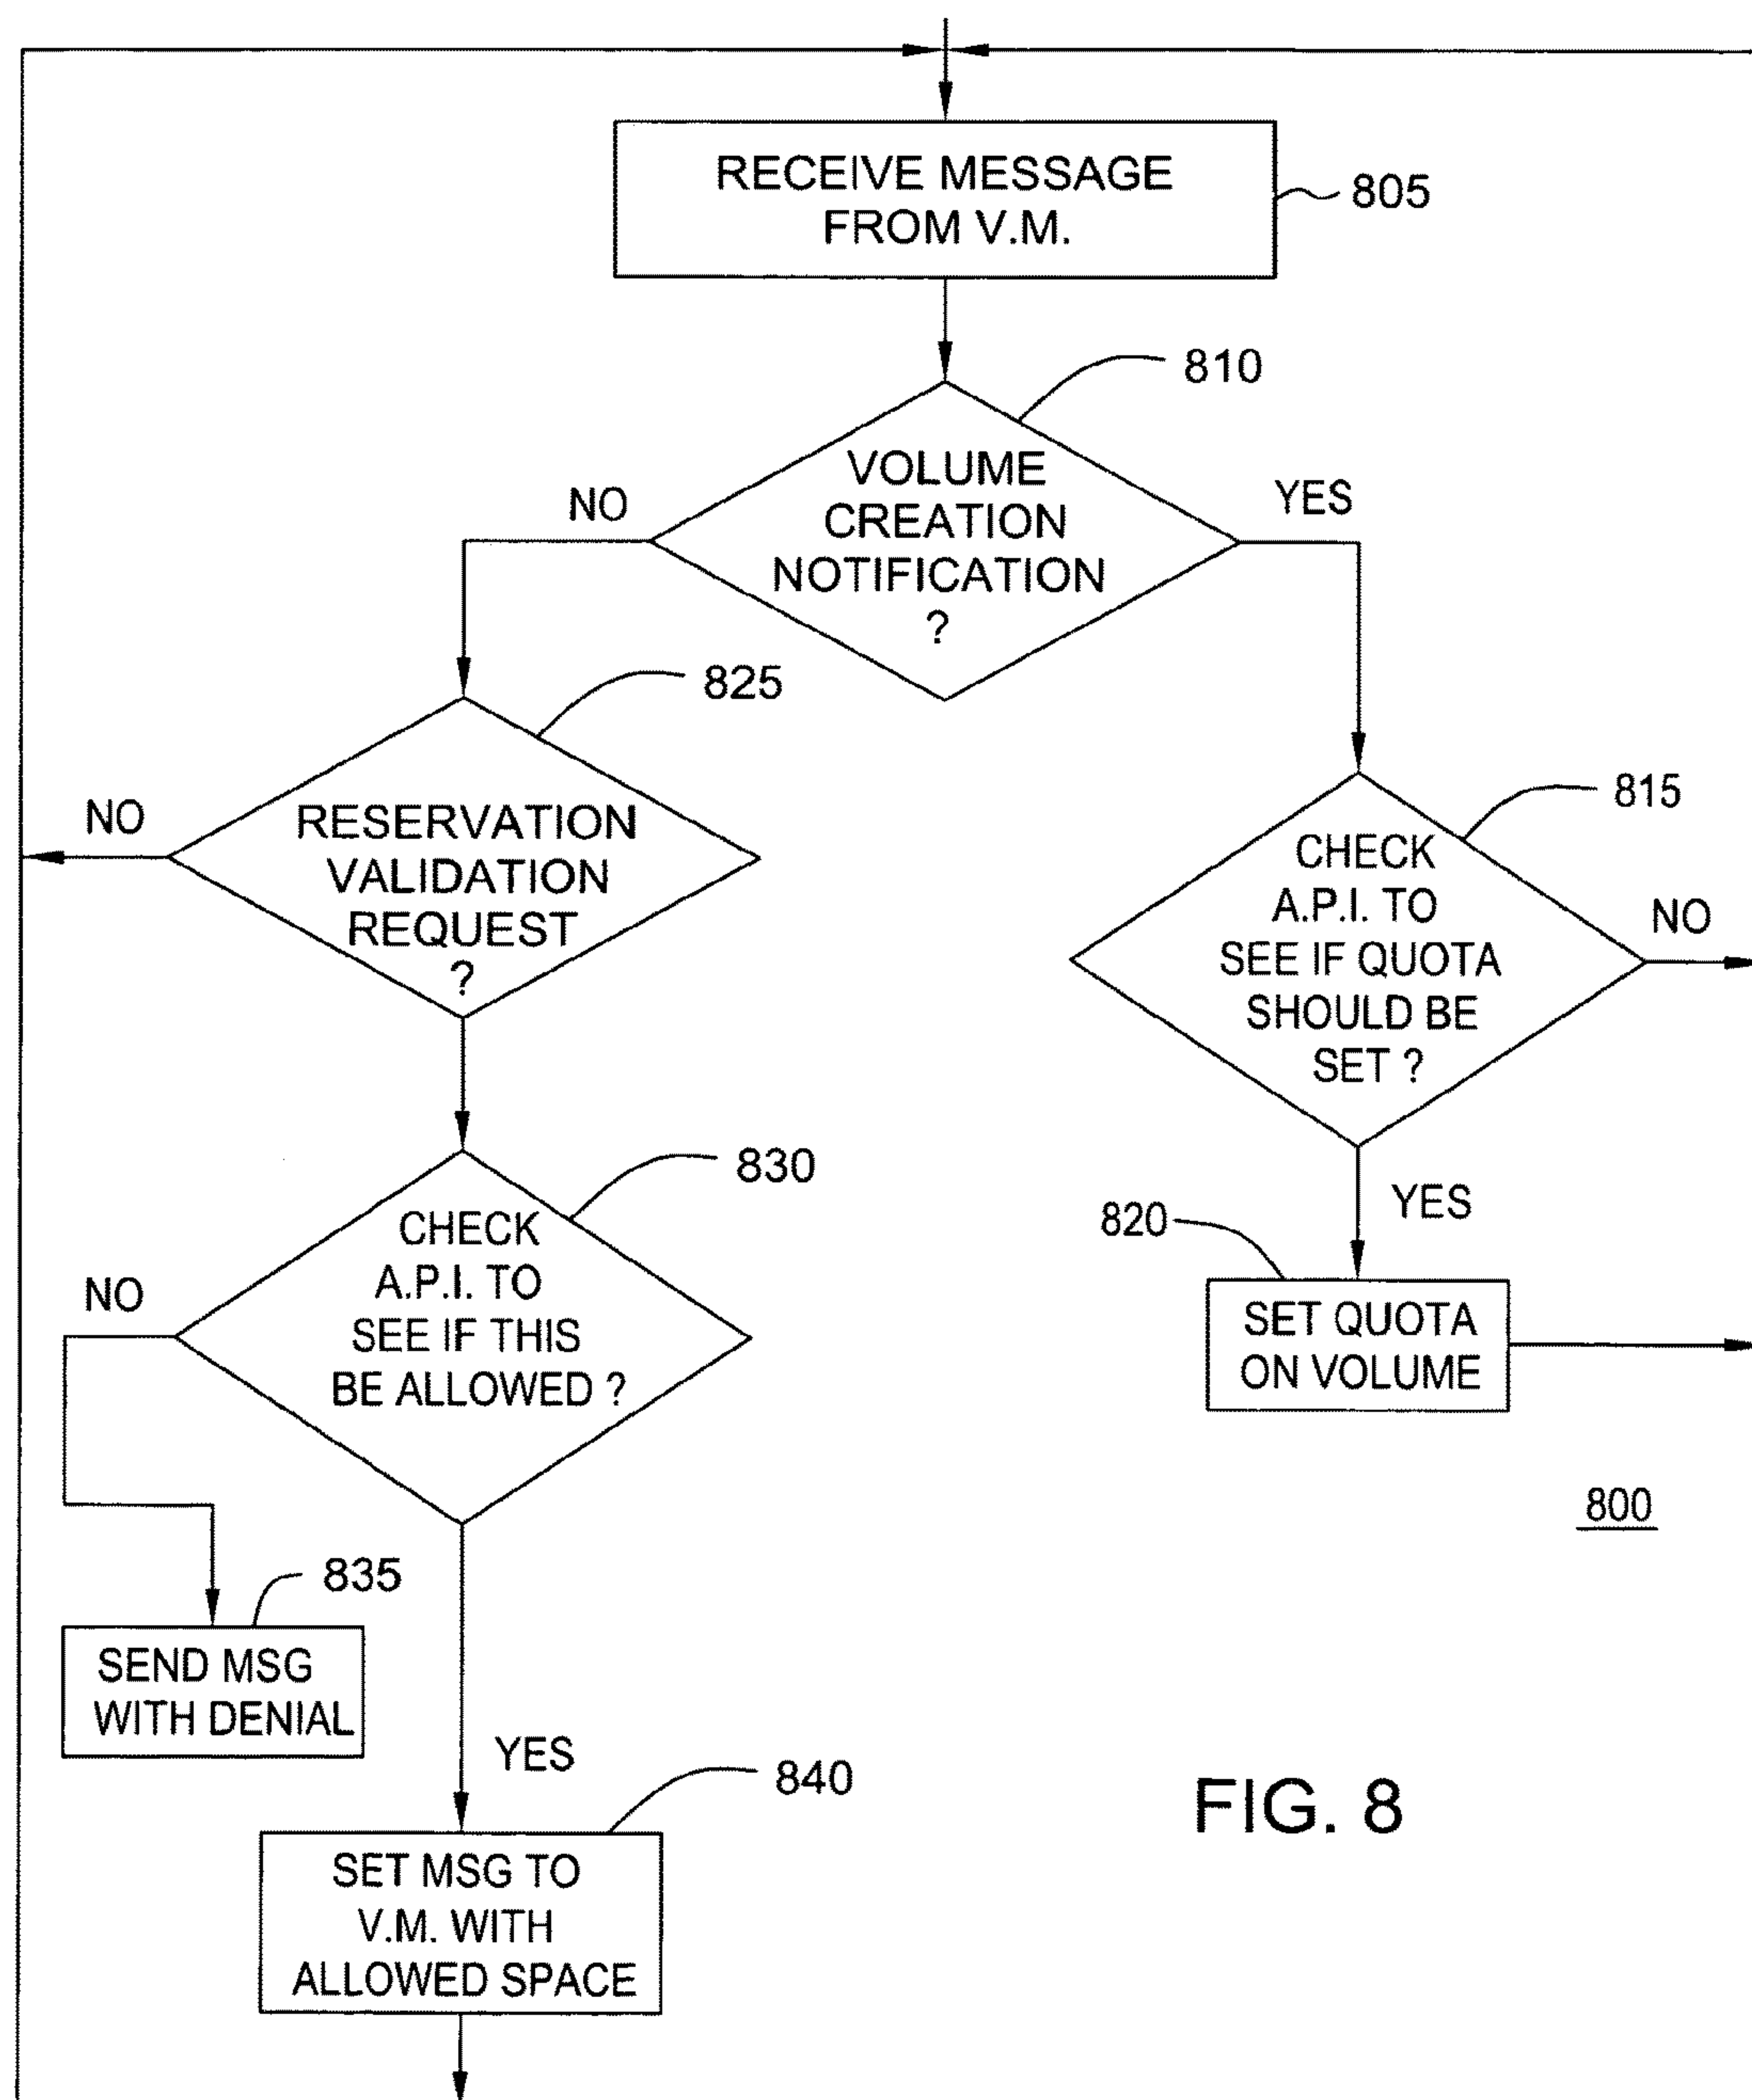 RECEIVE MESSAGE
FROM V.M.
805
810
VOLUME
CREATION
NOTIFICATION
?
NO
YES
825
RESERVATION
VALIDATION
REQUEST
?
NO
815
CHECK
A.P.I. TO
SEE IF QUOTA
SHOULD BE
SET ?
NO
YES
820
SET QUOTA
ON VOLUME
830
CHECK
A.P.I. TO
SEE IF THIS
BE ALLOWED ?
NO
800
835
SEND MSG
WITH DENIAL
YES
840
SET MSG TO
V.M. WITH
ALLOWED SPACE
FIG. 8